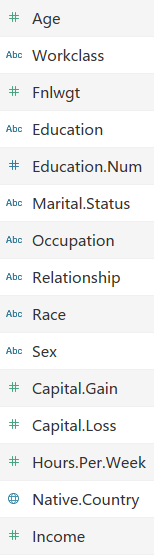 # Age
Abc Workclass
# Fnlwgt
Abc Education
# Education.Num
Abc Marital.Status
Abc Occupation
Abc Relationship
Abc Race
Abc Sex
# Capital.Gain
# Capital.Loss
# Hours.Per.Week
Native.Country
# Income